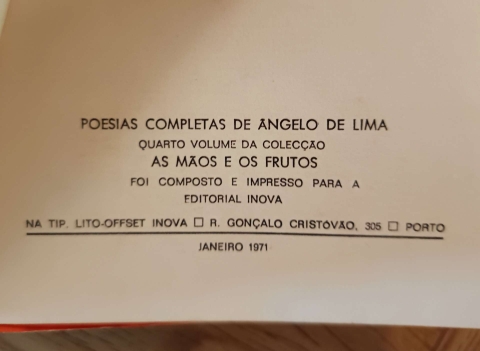 POESIAS COMPLETAS DE ÂNGELO DE LIMA
QUARTO VOLUME DA COLECÇÃO
AS MÃOS E OS FRUTOS
FOI COMPOSTO E IMPRESSO PARA A
EDITORIAL INOVA
NA TIP. LITO-OFFSET INOVA □ R. GONÇALO CRISTÓVÃO, 305 □ PORTO
JANEIRO 1971